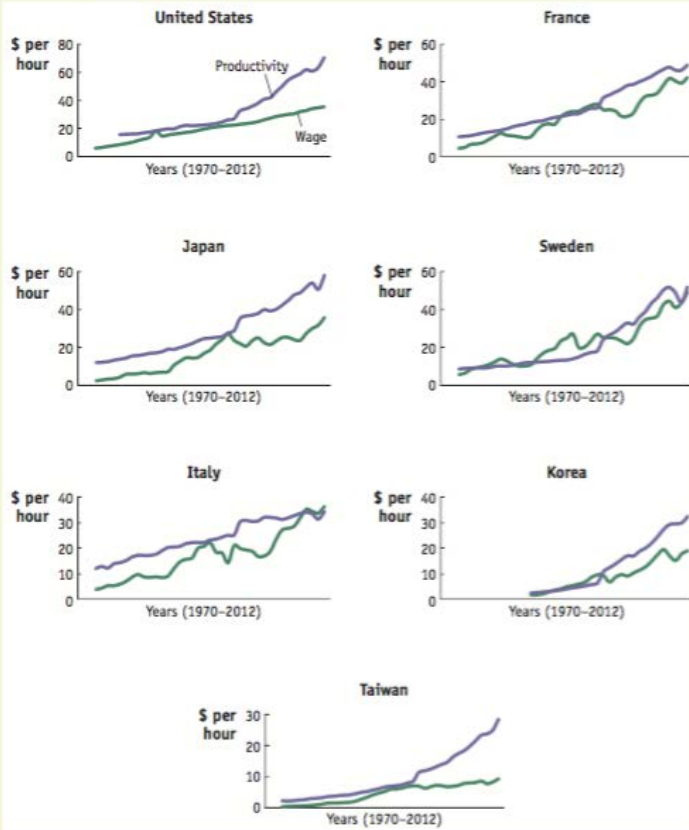 United States
$ per
hour
80
60
40
20
0
Productivity
Wage
Years (1970–2012)
France
$ per
hour
60
40
20
0
Years (1970–2012)
Japan
$ per
hour
60
40
20
0
Years (1970–2012)
Sweden
$ per
hour
60
40
20
0
Years (1970–2012)
Italy
$ per
hour
40
30
20
10
0
Years (1970–2012)
Korea
$ per
hour
40
30
20
10
0
Years (1970–2012)
Taiwan
$ per
hour
30
20
10
0
Years (1970–2012)